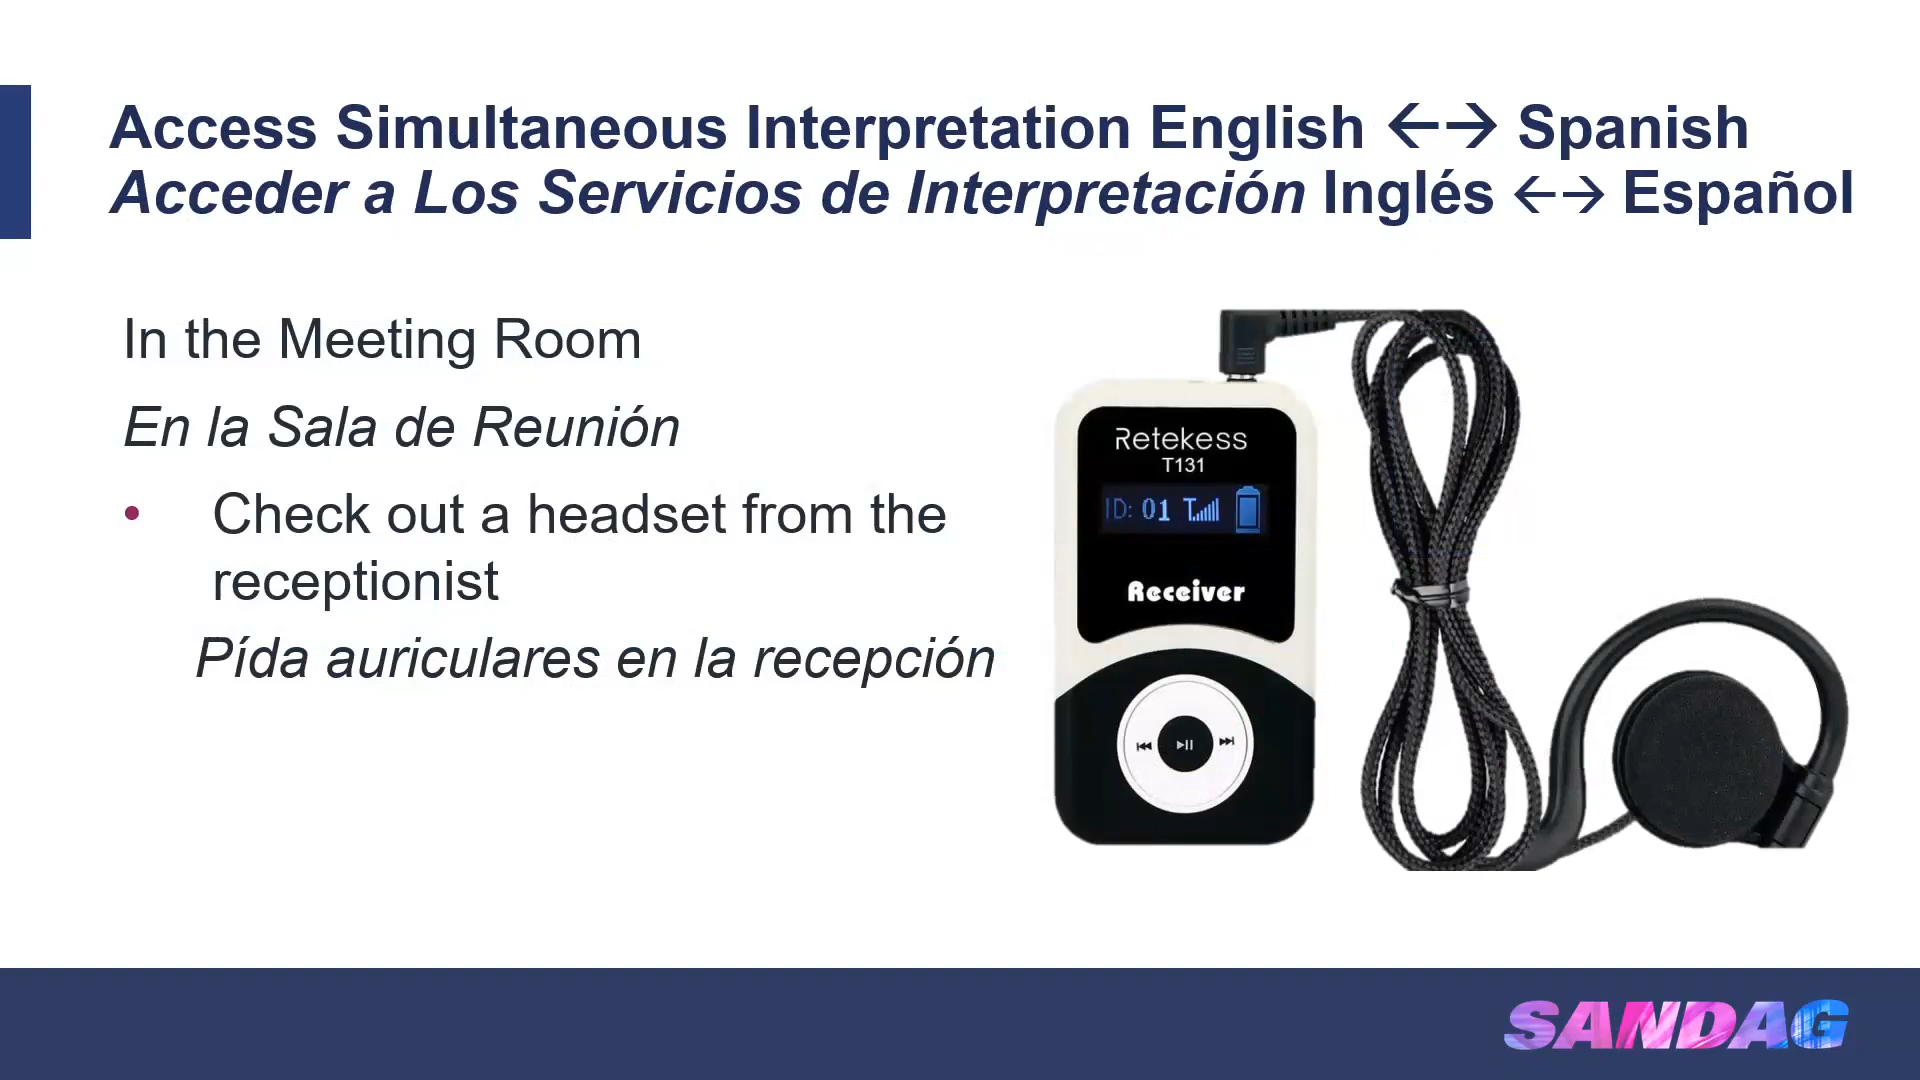 Access Simultaneous Interpretation English ←→ Spanish
Acceder a Los Servicios de Interpretación Inglés ←→ Español
In the Meeting Room
En la Sala de Reunión
• Check out a headset from the
receptionist
Pída auriculares en la recepción
Retekess
T131
ID: 01
Receiver
SANDAG